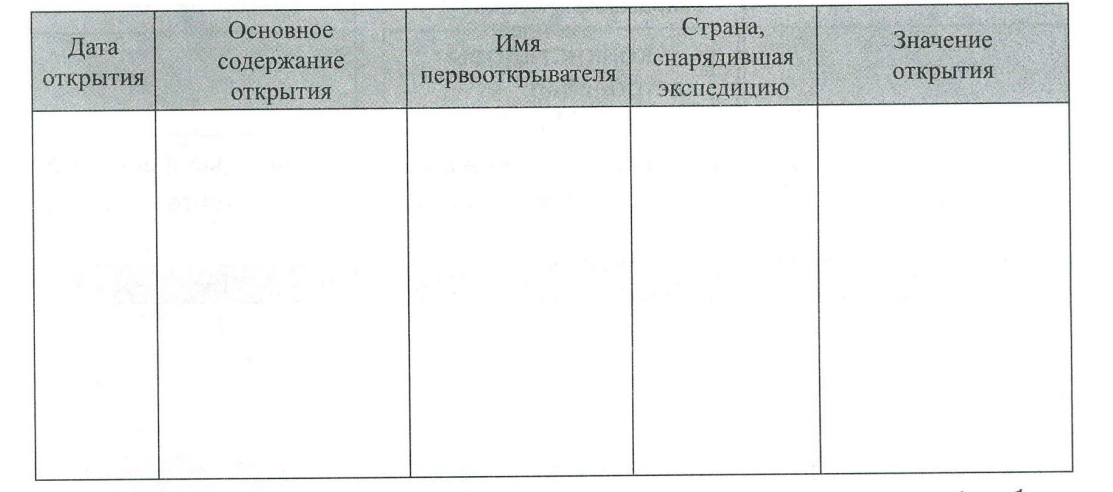 Дата
открытия
Основное
содержание
открытия
Имя
первооткрывателя
Страна,
снарядившая
экспедицию
Значение
открытия